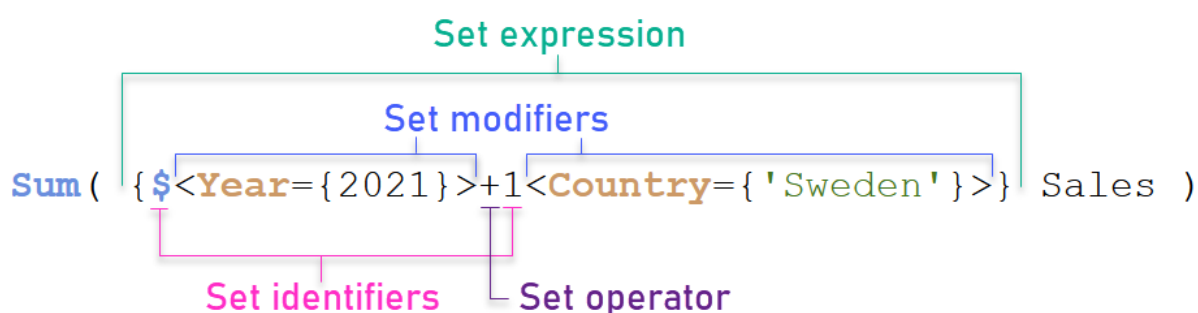 Set expression
Set modifiers
Sum( {$<Year={2021}>+1<Country={'Sweden'}>} Sales )
Set identifiers
Set operator